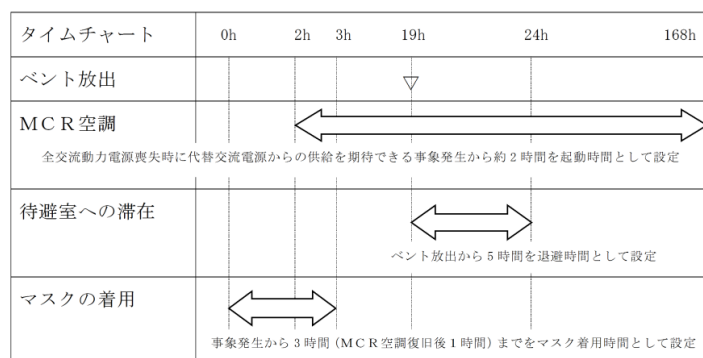 タイムチャート 0h 2h 3h 19h 24h 168h
ベント放出
MCR空調
全交流動力電源喪失時に代替交流電源からの供給を期待できる事象発生から約2時間を起動時間として設定
待避室への滞在
ベント放出から5時間を退避時間として設定
マスクの着用
事象発生から3時間(MCR空調復旧後1時間)までをマスク着用時間として設定